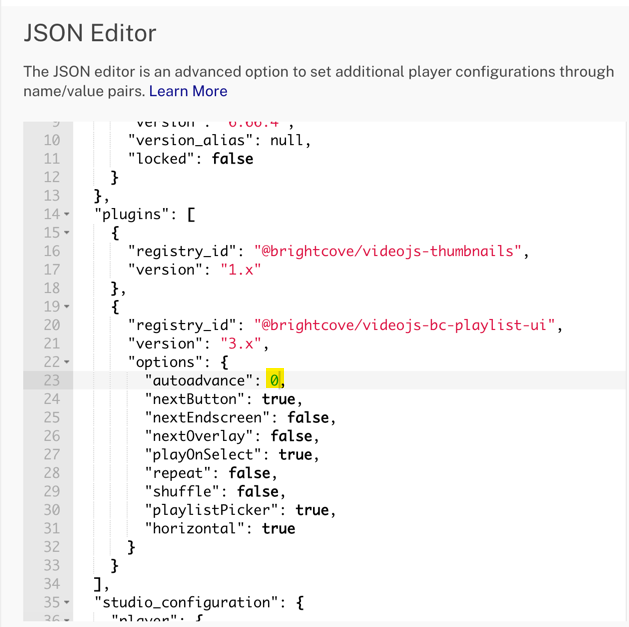 JSON Editor
The JSON editor is an advanced option to set additional player configurations through
name/value pairs. Learn More
9 "version": "6.66.4",
10 "version_alias": null,
11 "locked": false
12 }
13 },
14 "plugins": [
15 {
16 "registry_id": "@brightcove/videojs-thumbnails",
17 "version": "1.x"
18 },
19 {
20 "registry_id": "@brightcove/videojs-bc-playlist-ui",
21 "version": "3.x",
22 "options": {
23 "autoadvance": 0,
24 "nextButton": true,
25 "nextEndscreen": false,
26 "nextOverlay": false,
27 "playOnSelect": true,
28 "repeat": false,
29 "shuffle": false,
30 "playlistPicker": true,
31 "horizontal": true
32 }
33 }
34 ],
35 "studio_configuration": {
36 "player": {